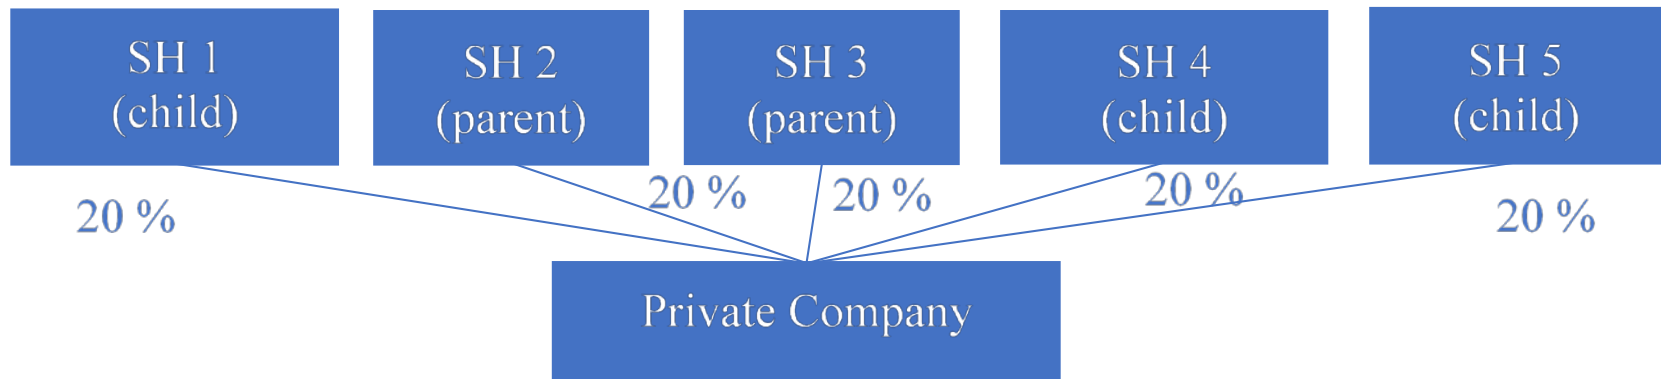 SH 1
(child)
SH 2
(parent)
SH 3
(parent)
SH 4
(child)
SH 5
(child)
20 %
20 %
20 %
20 %
20 %
Private Company